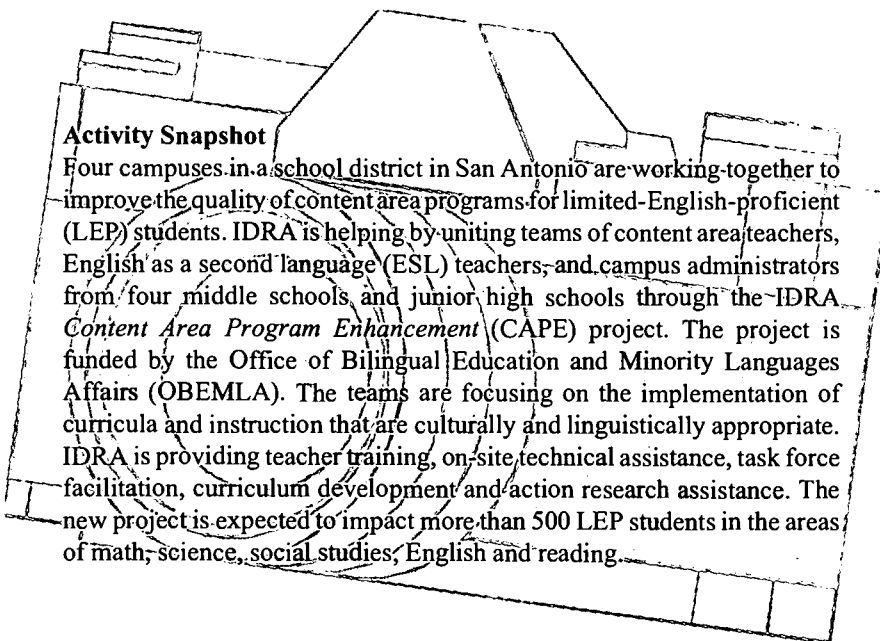 Activity Snapshot
Four campuses in a school district in San Antonio are working together to
improve the quality of content area programs for limited-English-proficient
(LEP) students. IDRA is helping by uniting teams of content area teachers,
English as a second language (ESL) teachers, and campus administrators
from four middle schools and junior high schools through the IDRA
Content Area Program Enhancement (CAPE) project. The project is
funded by the Office of Bilingual Education and Minority Languages
Affairs (OBEMLA). The teams are focusing on the implementation of
curricula and instruction that are culturally and linguistically appropriate.
IDRA is providing teacher training, on-site technical assistance, task force
facilitation, curriculum development and action research assistance. The
new project is expected to impact more than 500 LEP students in the areas
of math, science, social studies, English and reading.